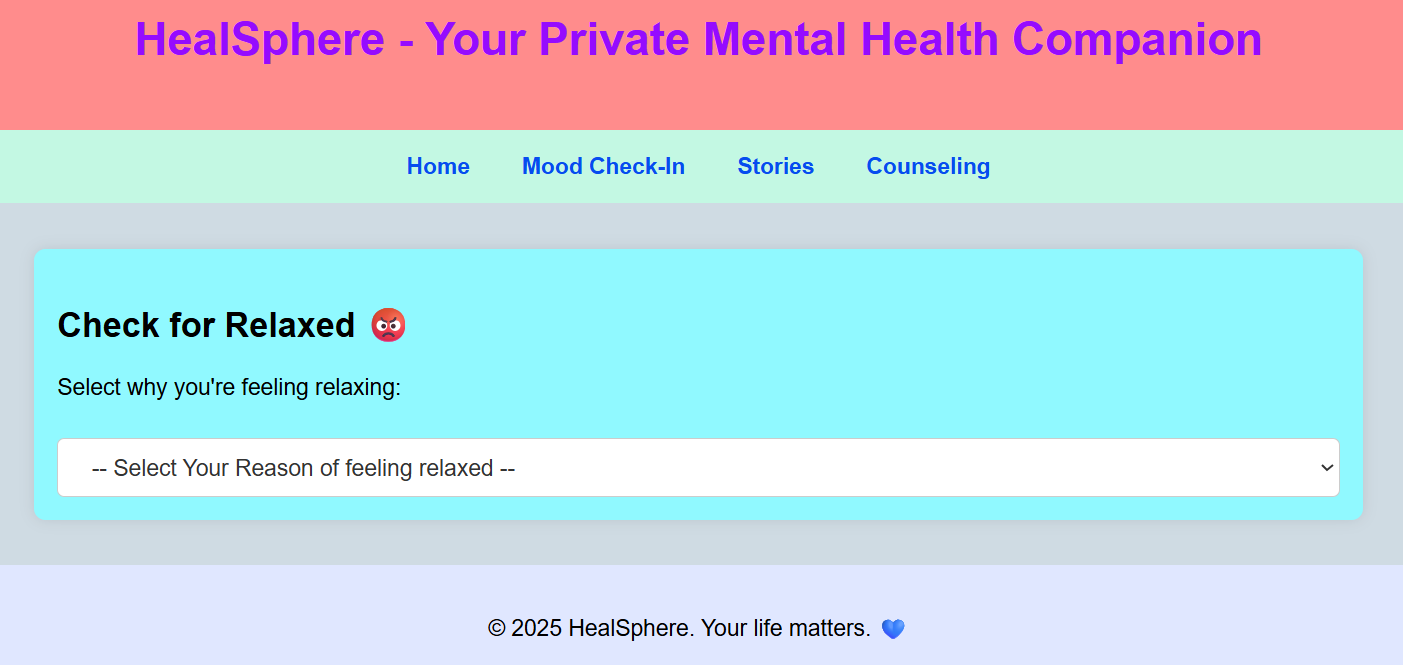 HealSphere - Your Private Mental Health Companion
Home Mood Check-In Stories Counseling
Check for Relaxed 😡
Select why you're feeling relaxing:
-- Select Your Reason of feeling relaxed --
© 2025 HealSphere. Your life matters. 💙